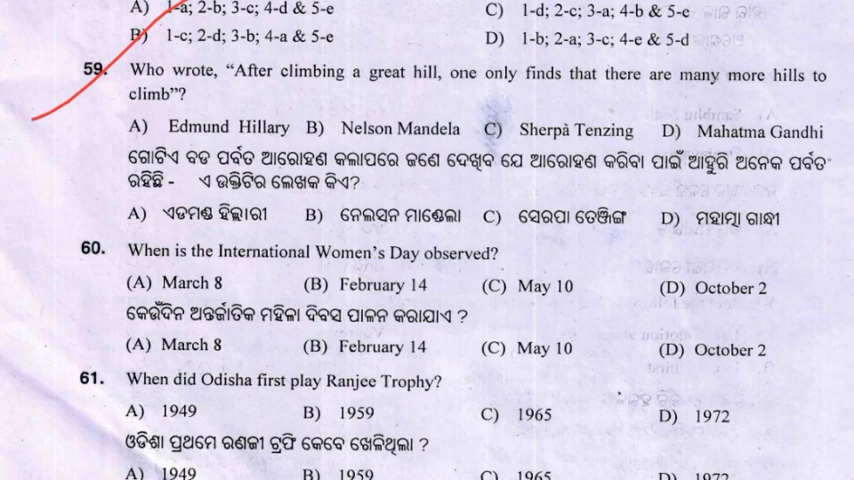 A) 1-a; 2-b; 3-c; 4-d & 5-e C) 1-d; 2-c; 3-a; 4-b & 5-e
B) 1-c; 2-d; 3-b; 4-a & 5-e D) 1-b; 2-a; 3-c; 4-e & 5-d
59. Who wrote, “After climbing a great hill, one only finds that there are many more hills to
climb”?
A) Edmund Hillary B) Nelson Mandela C) Sherpà Tenzing D) Mahatma Gandhi
ଗୋଟିଏ ବଡ ପର୍ବତ ଆରୋହଣ କଲାପରେ ଜଣେ ଦେଖିବ ଯେ ଆରୋହଣ କରିବା ପାଇଁ ଆହୁରି ଅନେକ ପର୍ବତ
ରହିଛି - ଏ ଉକ୍ତିଟିର ଲେଖକ କିଏ?
A) ଏଡମଣ୍ଡ ହିଲ୍ଲାରୀ B) ନେଲସନ ମାଣ୍ଡେଲା C) ସେରପା ତେଞ୍ଜିଙ୍ଗ D) ମହାତ୍ମା ଗାନ୍ଧୀ
60. When is the International Women’s Day observed?
(A) March 8 (B) February 14 (C) May 10 (D) October 2
କେଉଁଦିନ ଅନ୍ତର୍ଜାତିକ ମହିଳା ଦିବସ ପାଳନ କରାଯାଏ ?
(A) March 8 (B) February 14 (C) May 10 (D) October 2
61. When did Odisha first play Ranjee Trophy?
A) 1949 B) 1959 C) 1965 D) 1972
ଓଡିଶା ପ୍ରଥମେ ରଣଜୀ ଟ୍ରଫି କେବେ ଖେଳିଥିଲା ?
A) 1949 B) 1959 C) 1965 D) 1972